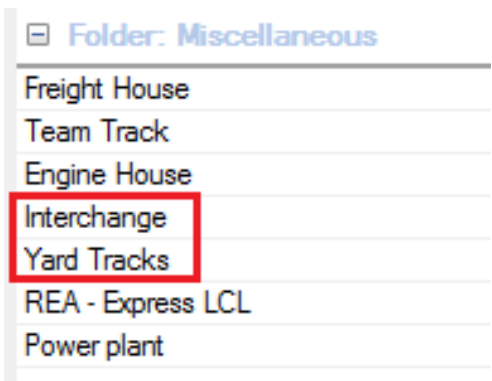 Folder: Miscellaneous
Freight House
Team Track
Engine House
Interchange
Yard Tracks
REA - Express LCL
Power plant